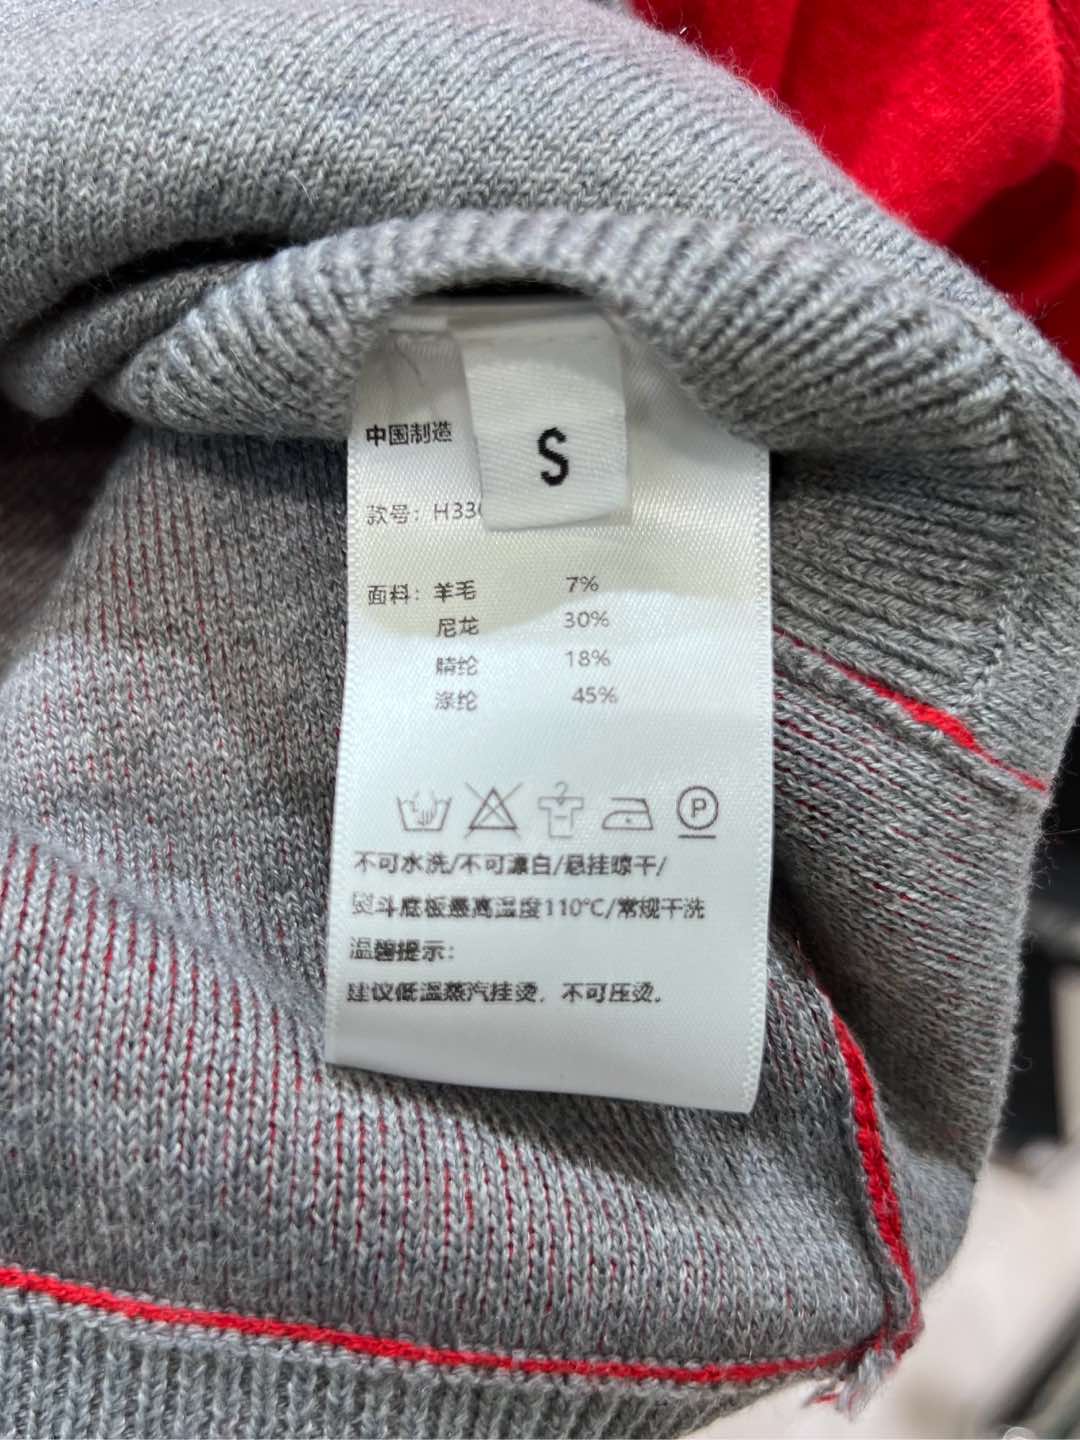 S
中国制造
款号：H33
面料：羊毛 7%
尼龙 30%
腈纶 18%
涤纶 45%
P
不可水洗/不可漂白/悬挂晾干/
熨斗底板最高温度110℃/常规干洗
温馨提示：
建议低温蒸汽挂烫，不可压烫。